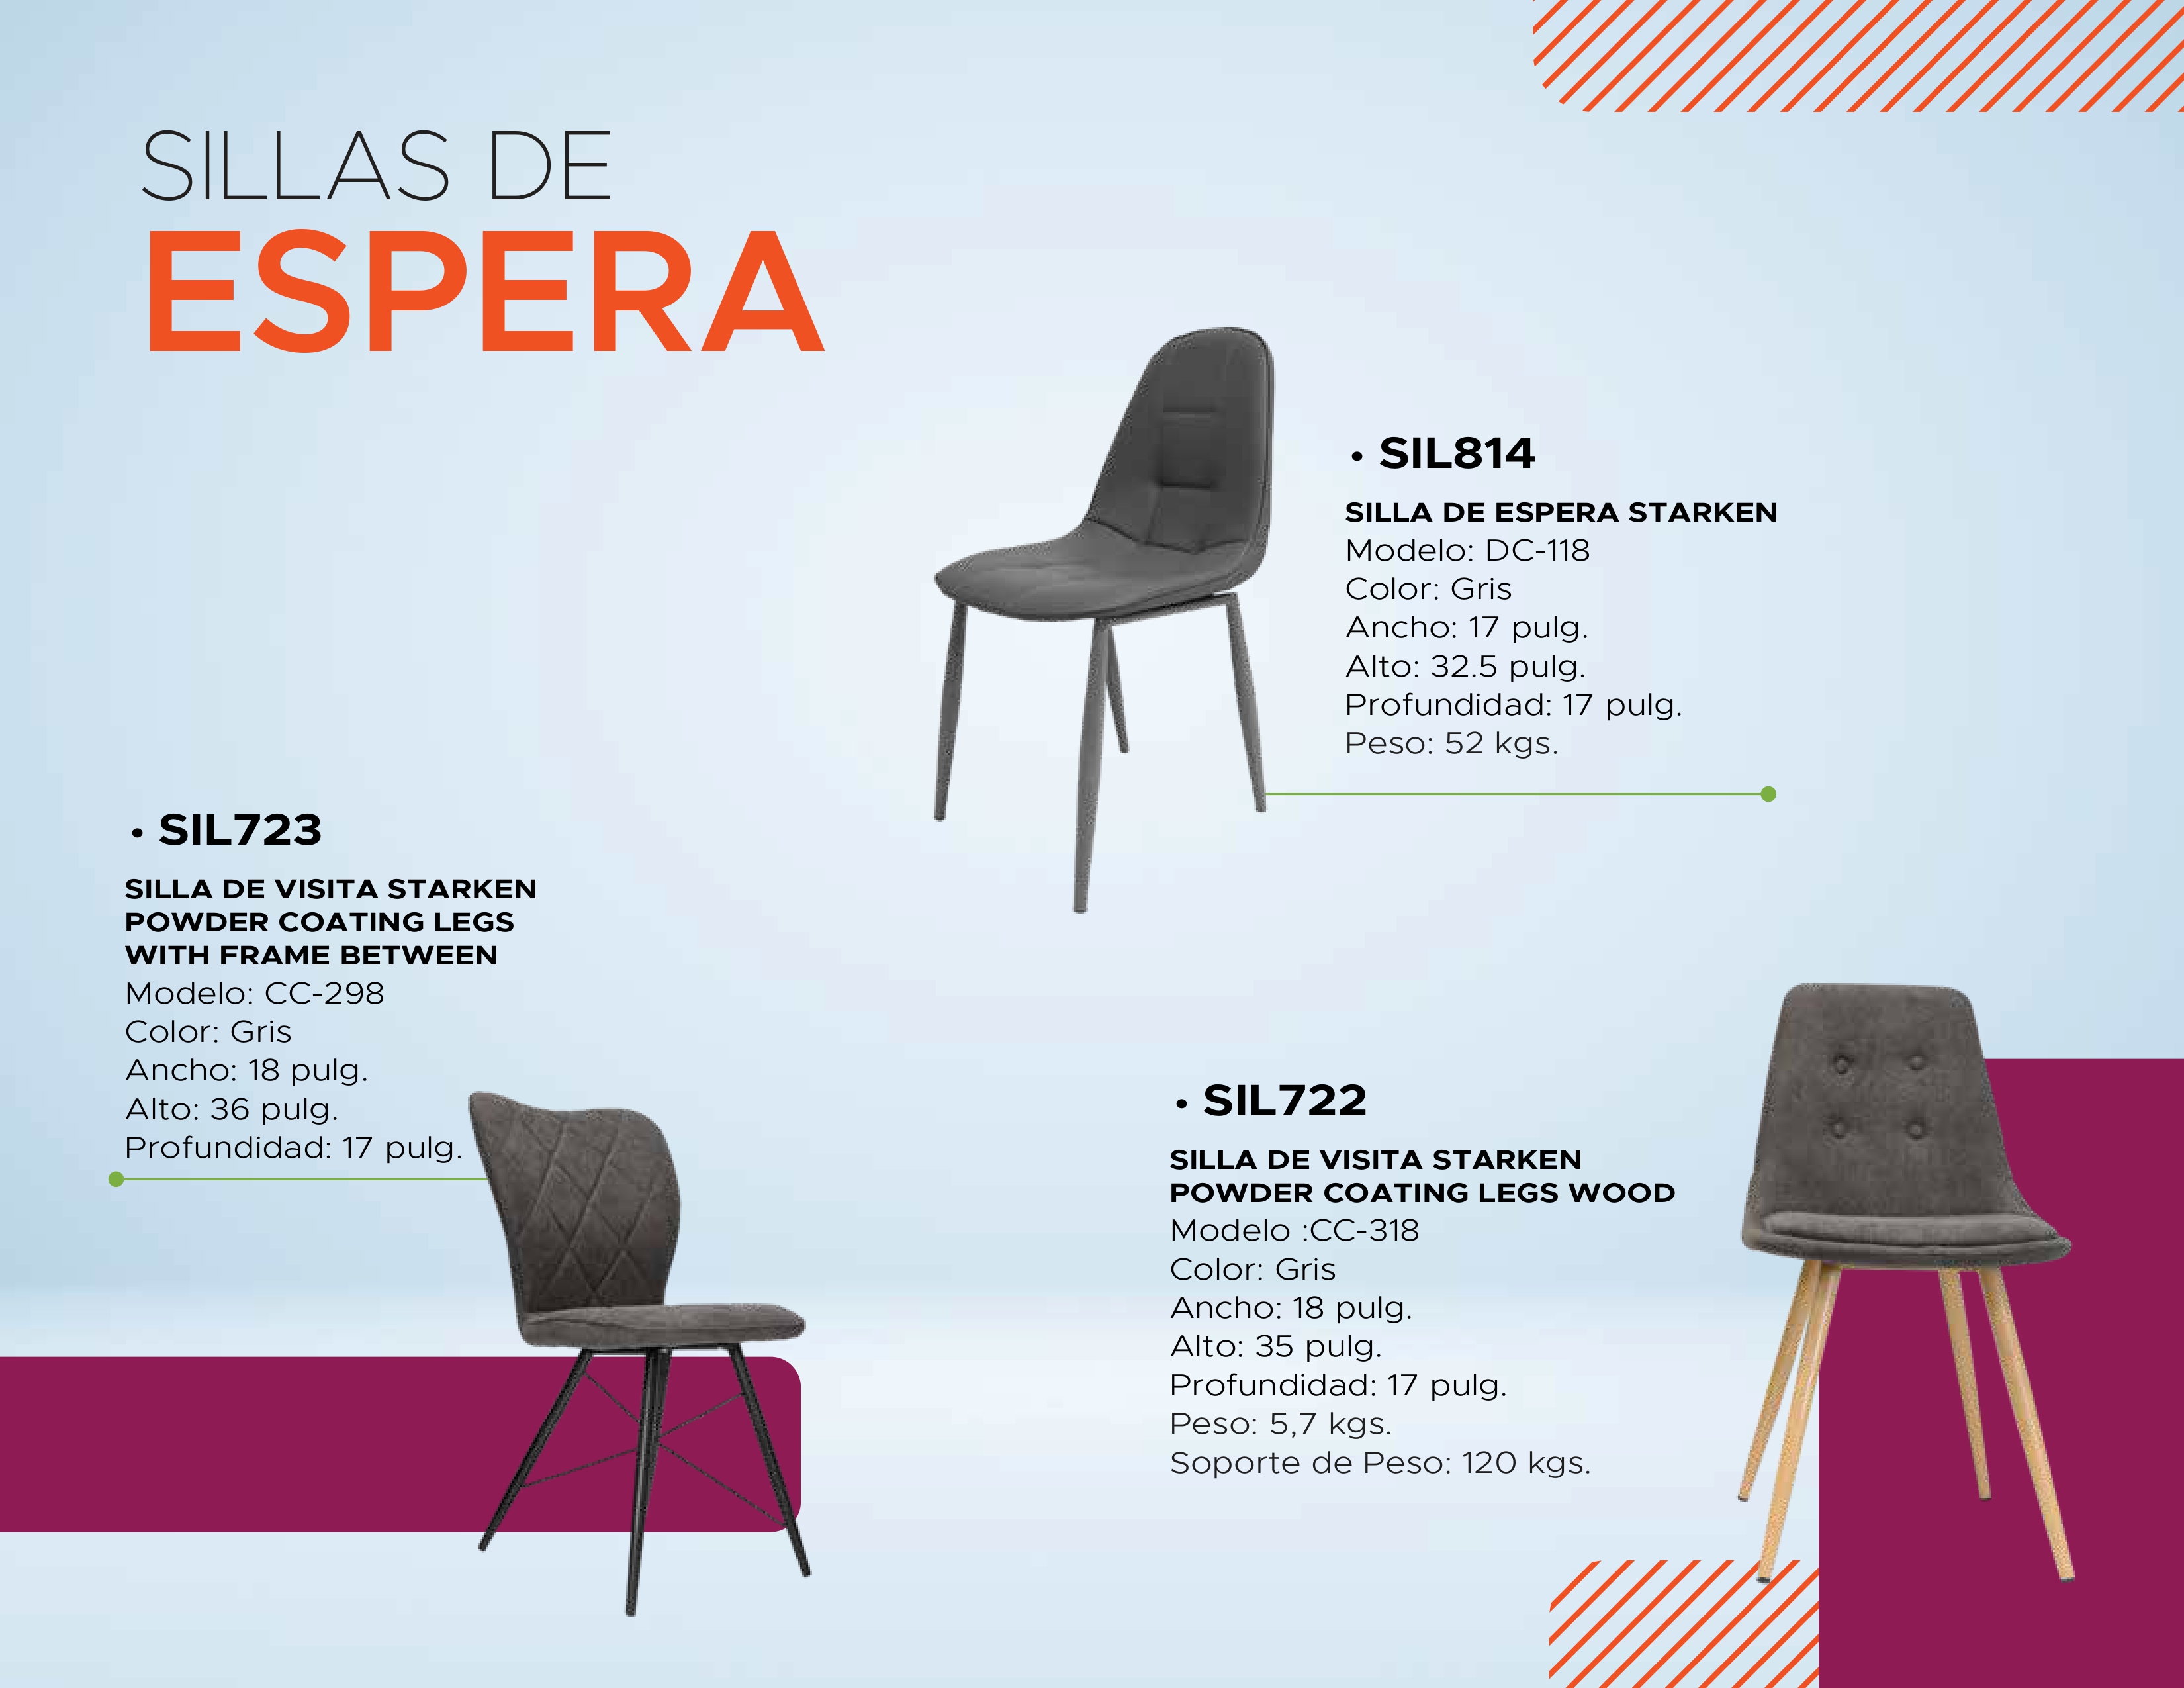 SILLAS DE
ESPERA
• SIL814
SILLA DE ESPERA STARKEN
Modelo: DC-118
Color: Gris
Ancho: 17 pulg.
Alto: 32.5 pulg.
Profundidad: 17 pulg.
Peso: 52 kgs.
• SIL723
SILLA DE VISITA STARKEN
POWDER COATING LEGS
WITH FRAME BETWEEN
Modelo: CC-298
Color: Gris
Ancho: 18 pulg.
Alto: 36 pulg.
Profundidad: 17 pulg.
• SIL722
SILLA DE VISITA STARKEN
POWDER COATING LEGS WOOD
Modelo :CC-318
Color: Gris
Ancho: 18 pulg.
Alto: 35 pulg.
Profundidad: 17 pulg.
Peso: 5,7 kgs.
Soporte de Peso: 120 kgs.